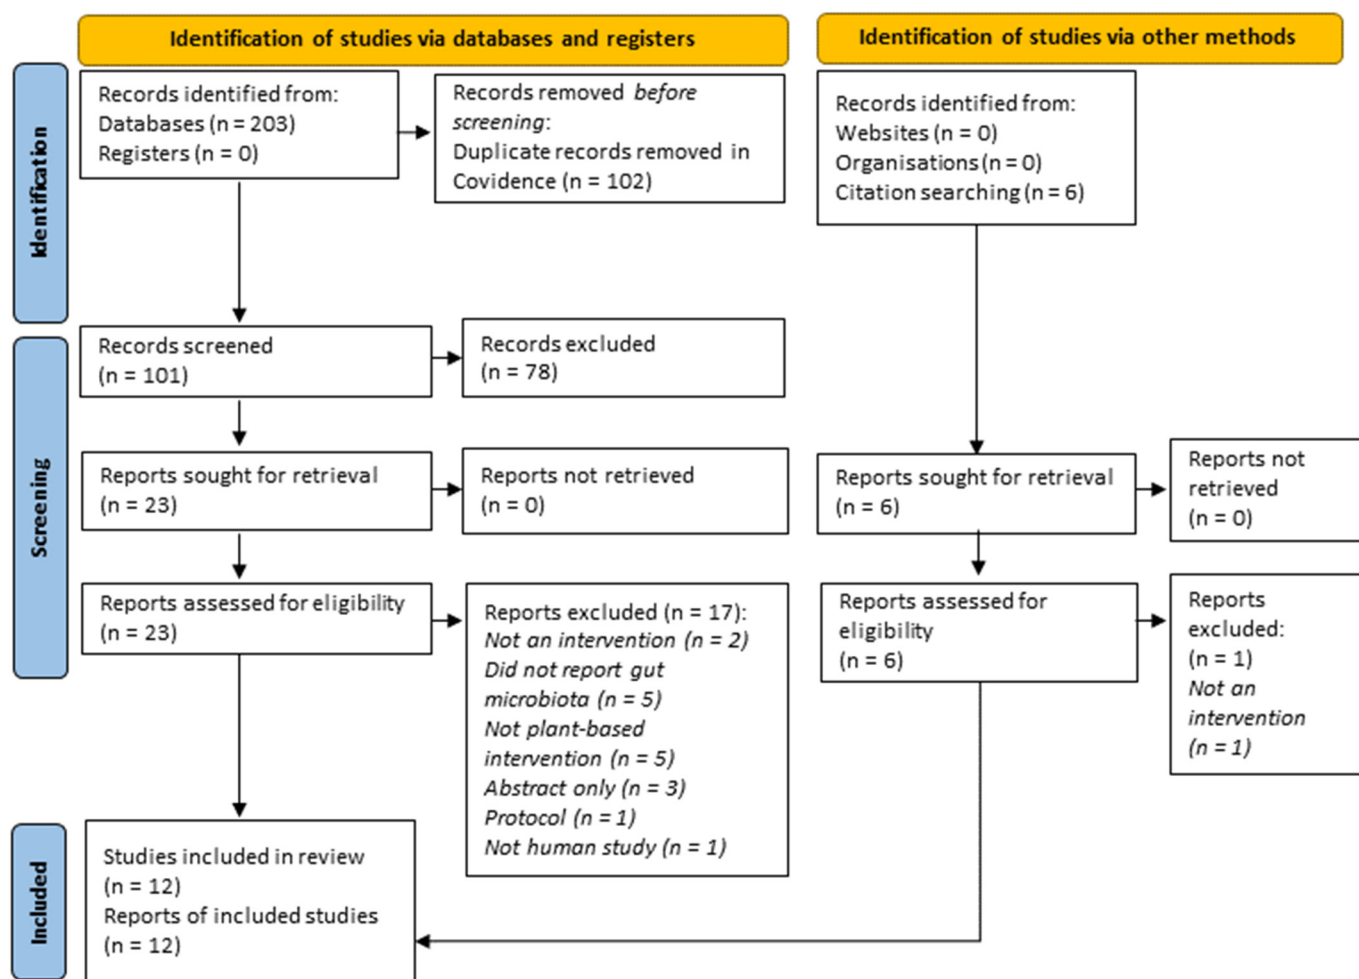 Identification of studies via databases and registers
Identification of studies via other methods
Identification
Records identified from:
Databases (n = 203)
Registers (n = 0)
Records removed before
screening:
Duplicate records removed in
Covidence (n = 102)
Records identified from:
Websites (n = 0)
Organisations (n = 0)
Citation searching (n = 6)
Screening
Records screened
(n = 101)
Records excluded
(n = 78)
Reports sought for retrieval
(n = 23)
Reports not retrieved
(n = 0)
Reports sought for retrieval
(n = 6)
Reports not
retrieved
(n = 0)
Reports assessed for eligibility
(n = 23)
Reports excluded (n = 17):
Not an intervention (n = 2)
Did not report gut
microbiota (n = 5)
Not plant-based
intervention (n = 5)
Abstract only (n = 3)
Protocol (n = 1)
Not human study (n = 1)
Reports assessed for
eligibility
(n = 6)
Reports
excluded:
(n = 1)
Not an
intervention
(n = 1)
Included
Studies included in review
(n = 12)
Reports of included studies
(n = 12)